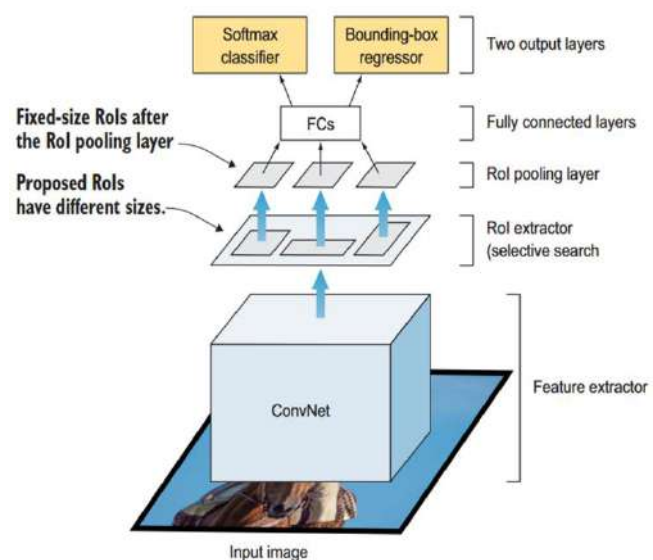 Softmax
classifier
Bounding-box
regressor
Two output layers
Fixed-size RoIs after
the RoI pooling layer
FCs
Fully connected layers
RoI pooling layer
Proposed RoIs
have different sizes.
RoI extractor
(selective search
ConvNet
Feature extractor
Input image